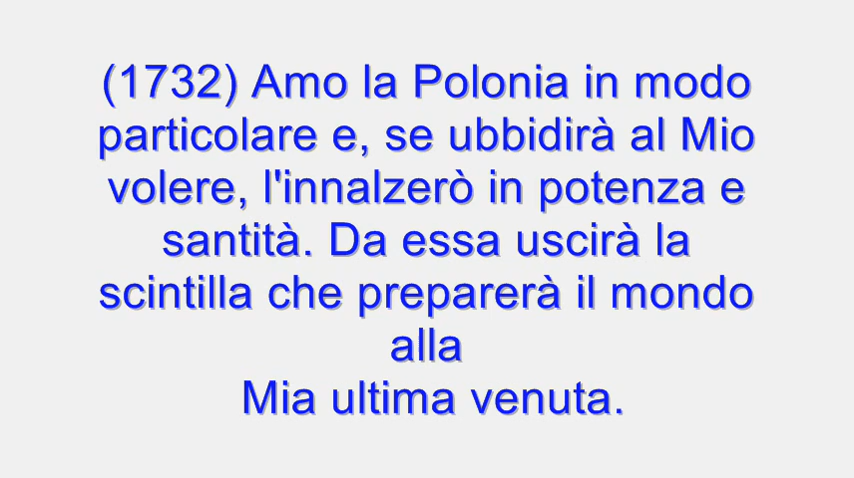 (1732) Amo la Polonia in modo
particolare e, se ubbidirà al Mio
volere, l'innalzerò in potenza e
santità. Da essa uscirà la
scintilla che preparerà il mondo
alla
Mia ultima venuta.